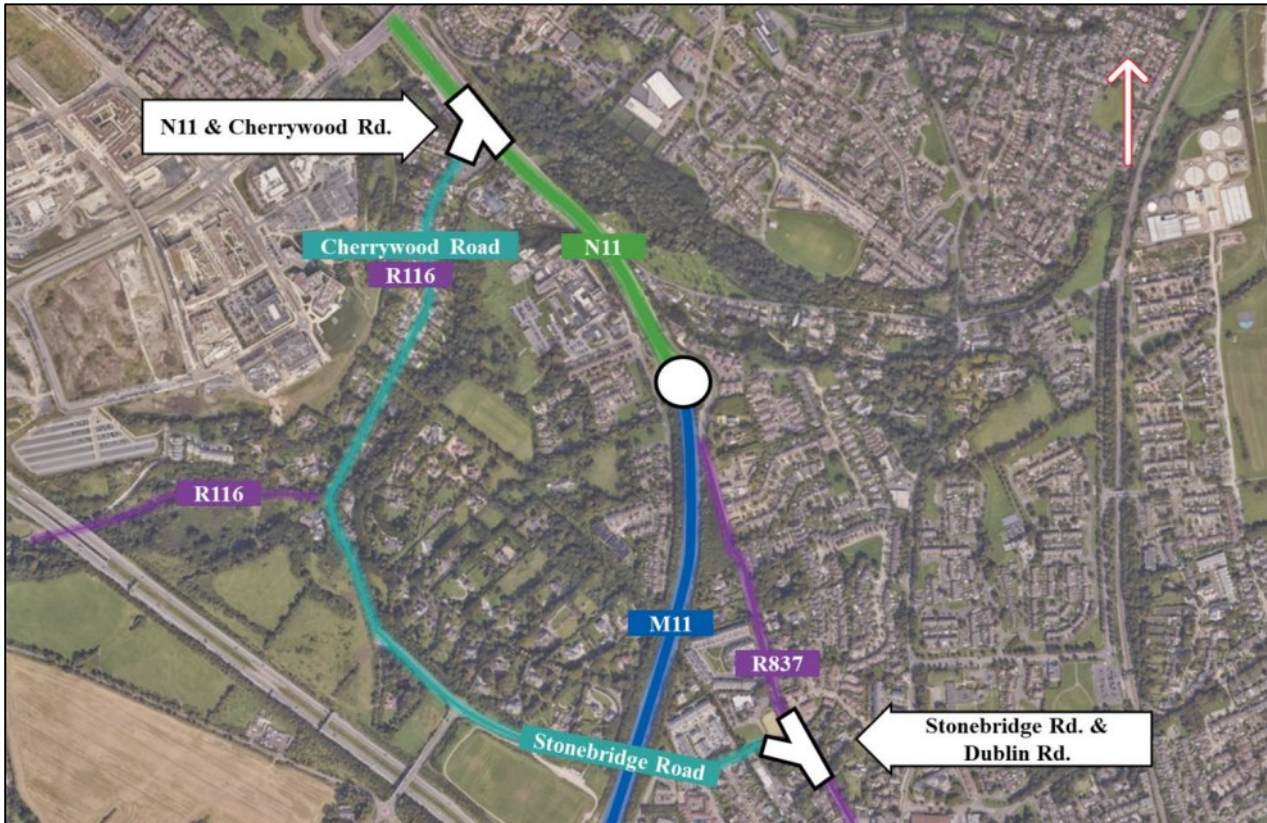 N11 & Cherrywood Rd.
Cherrywood Road
N11
R116
R116
M11
R837
Stonebridge Road
Stonebridge Rd. &
Dublin Rd.